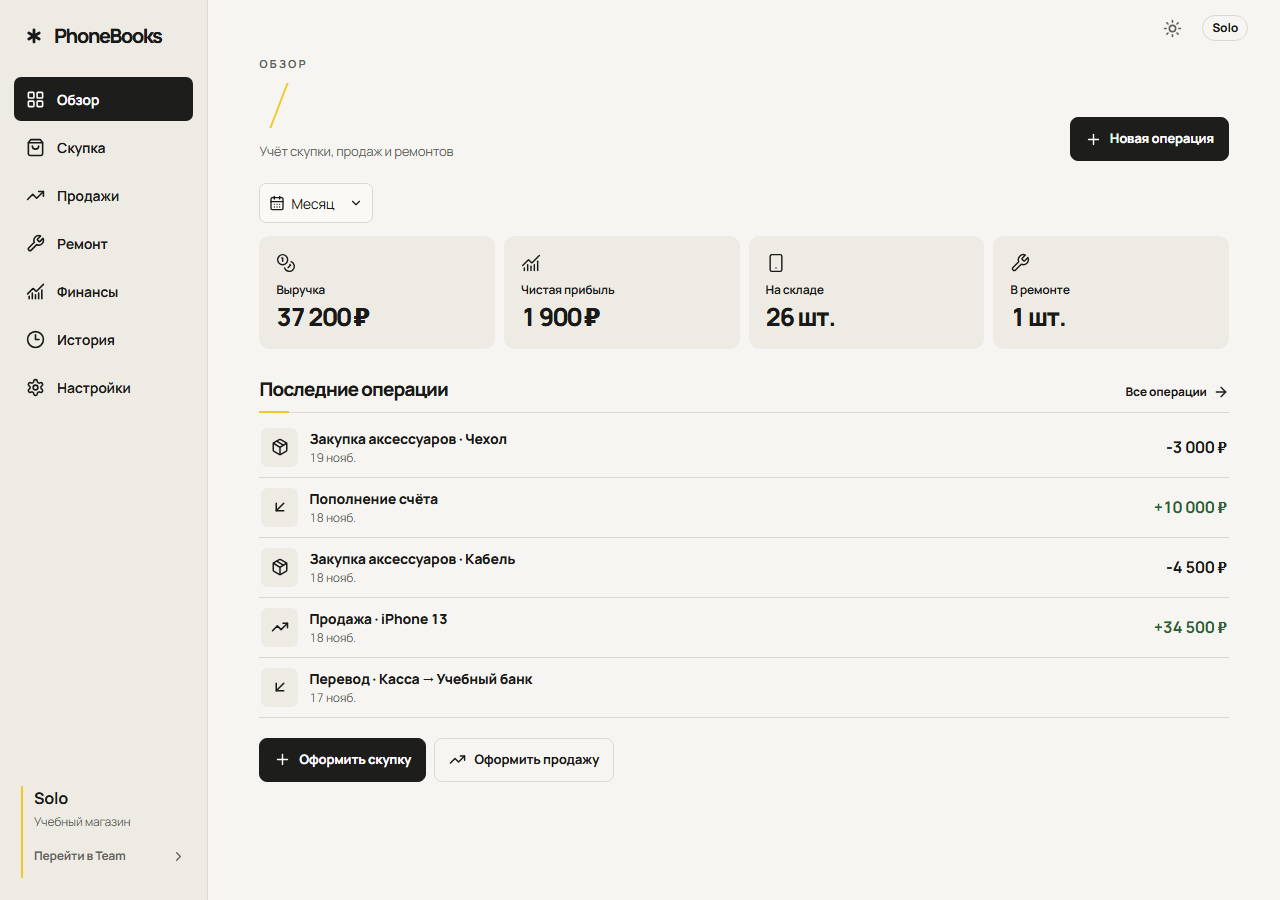 PhoneBooks
Обзор
Скупка
Продажи
Ремонт
Финансы
История
Настройки
Solo
Учебный магазин
Перейти в Team
Solo
ОБЗОР
Учёт скупки, продаж и ремонтов
Новая операция
Месяц
Выручка
37 200 ₽
Чистая прибыль
1 900 ₽
На складе
26 шт.
В ремонте
1 шт.
Последние операции
Все операции
Закупка аксессуаров · Чехол
19 нояб.
-3 000 ₽
Пополнение счёта
18 нояб.
+10 000 ₽
Закупка аксессуаров · Кабель
18 нояб.
-4 500 ₽
Продажа · iPhone 13
18 нояб.
+34 500 ₽
Перевод · Касса → Учебный банк
17 нояб.
Оформить скупку
Оформить продажу